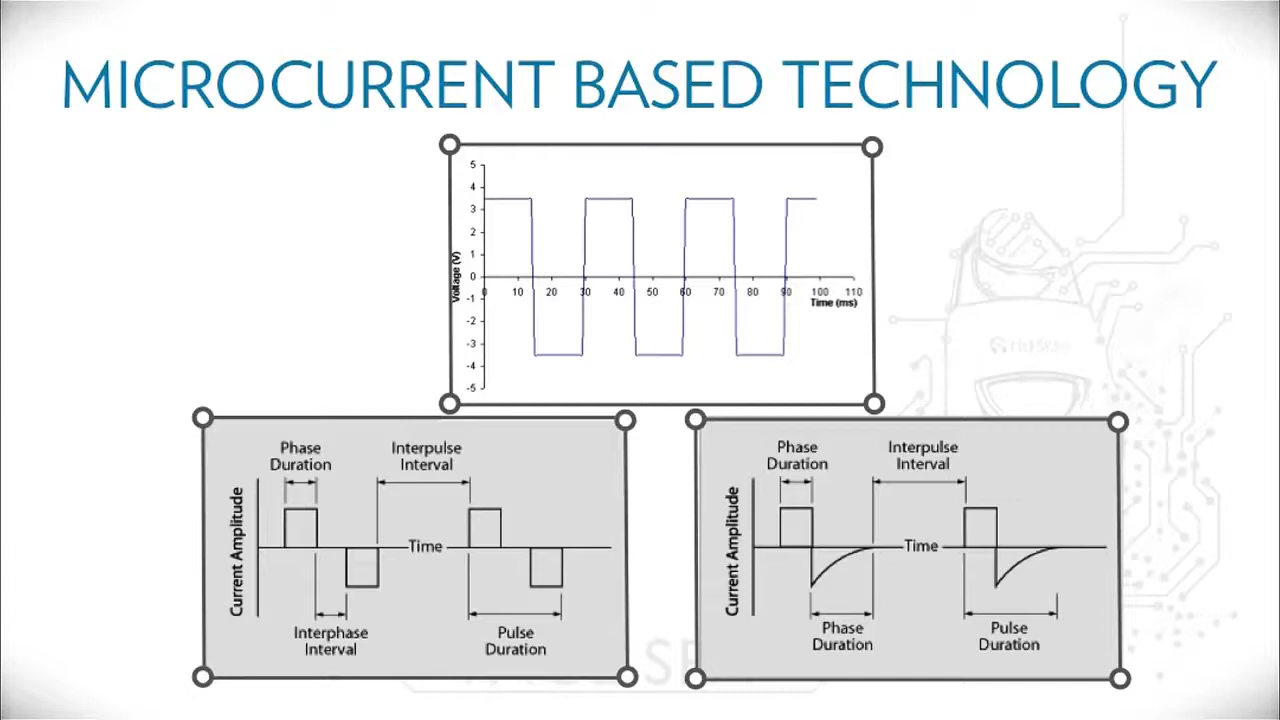 MICROCURRENT BASED TECHNOLOGY
5
4
3
2
1
0
-1
-2
-3
-4
-5
Voltage (V)
0 10 20 30 40 50 60 70 80 90 100 110
Time (ms)
Phase
Duration
Interpulse
Interval
Current Amplitude
Time
Interphase
Interval
Pulse
Duration
Phase
Duration
Interpulse
Interval
Current Amplitude
Time
Phase
Duration
Pulse
Duration